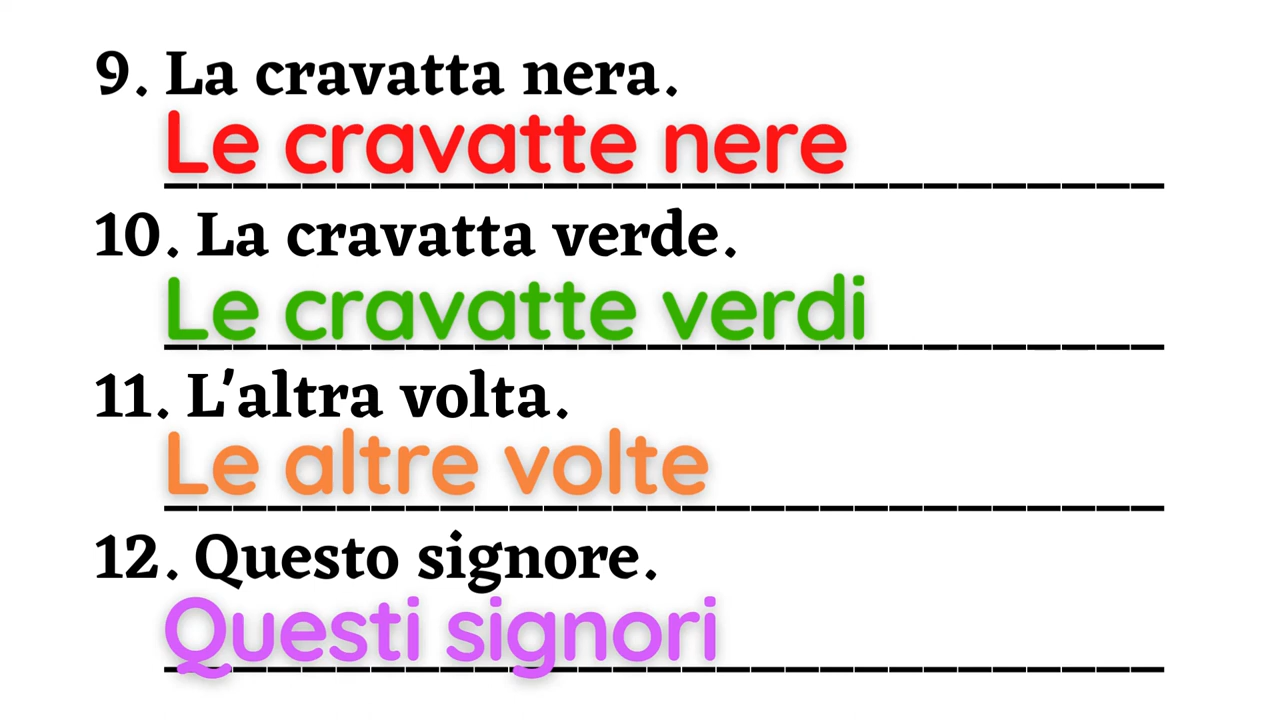 9. La cravatta nera.
Le cravatte nere
10. La cravatta verde.
Le cravatte verdi
11. L'altra volta.
Le altre volte
12. Questo signore.
Questi signori